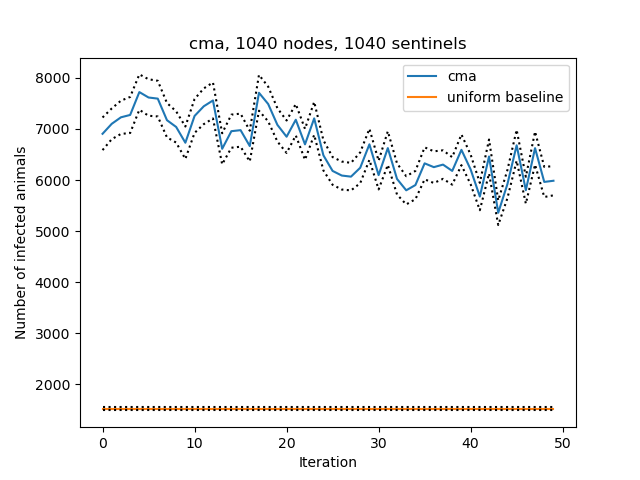 cma, 1040 nodes, 1040 sentinels
cma
uniform baseline
8000
7000
6000
5000
4000
3000
2000
Number of infected animals
0 10 20 30 40 50
Iteration